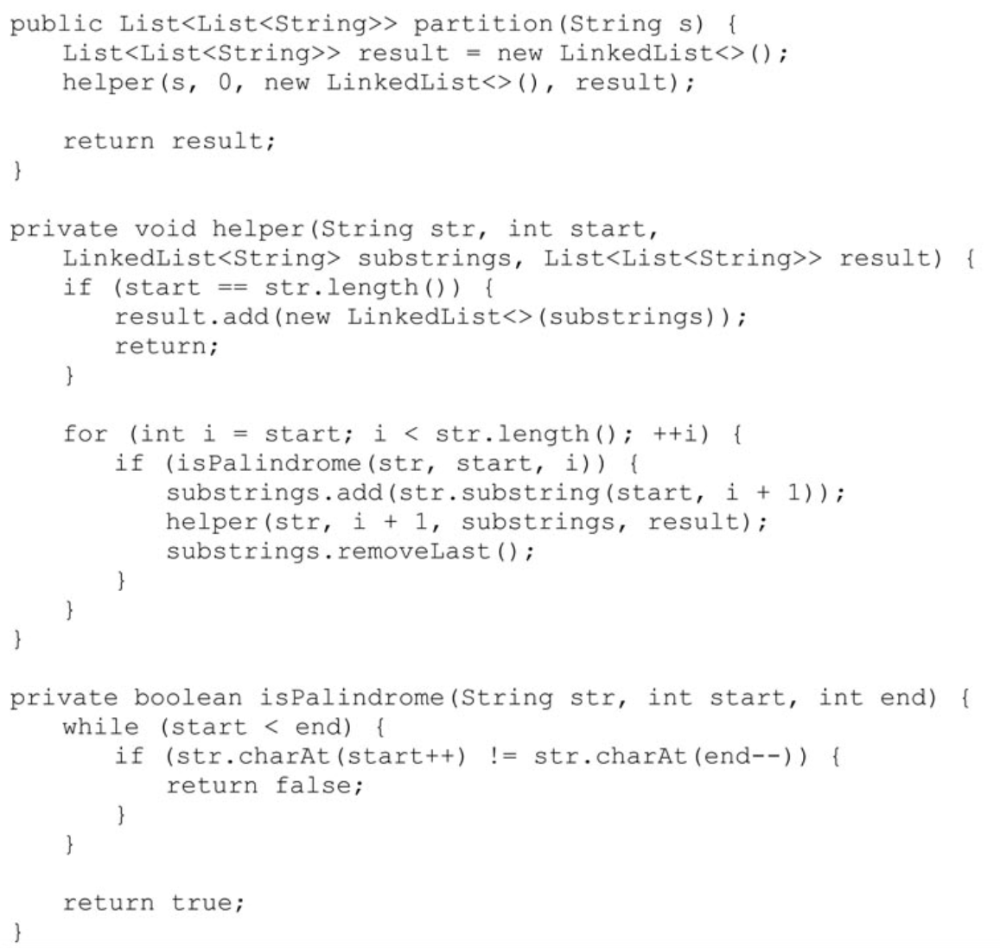 public List<List<String>> partition(String s) {
    List<List<String>> result = new LinkedList<>();
    helper(s, 0, new LinkedList<>(), result);

    return result;
}

private void helper(String str, int start,
    LinkedList<String> substrings, List<List<String>> result) {
    if (start == str.length()) {
        result.add(new LinkedList<>(substrings));
        return;
    }

    for (int i = start; i < str.length(); ++i) {
        if (isPalindrome(str, start, i)) {
            substrings.add(str.substring(start, i + 1));
            helper(str, i + 1, substrings, result);
            substrings.removeLast();
        }
    }
}

private boolean isPalindrome(String str, int start, int end) {
    while (start < end) {
        if (str.charAt(start++) != str.charAt(end--)) {
            return false;
        }
    }

    return true;
}